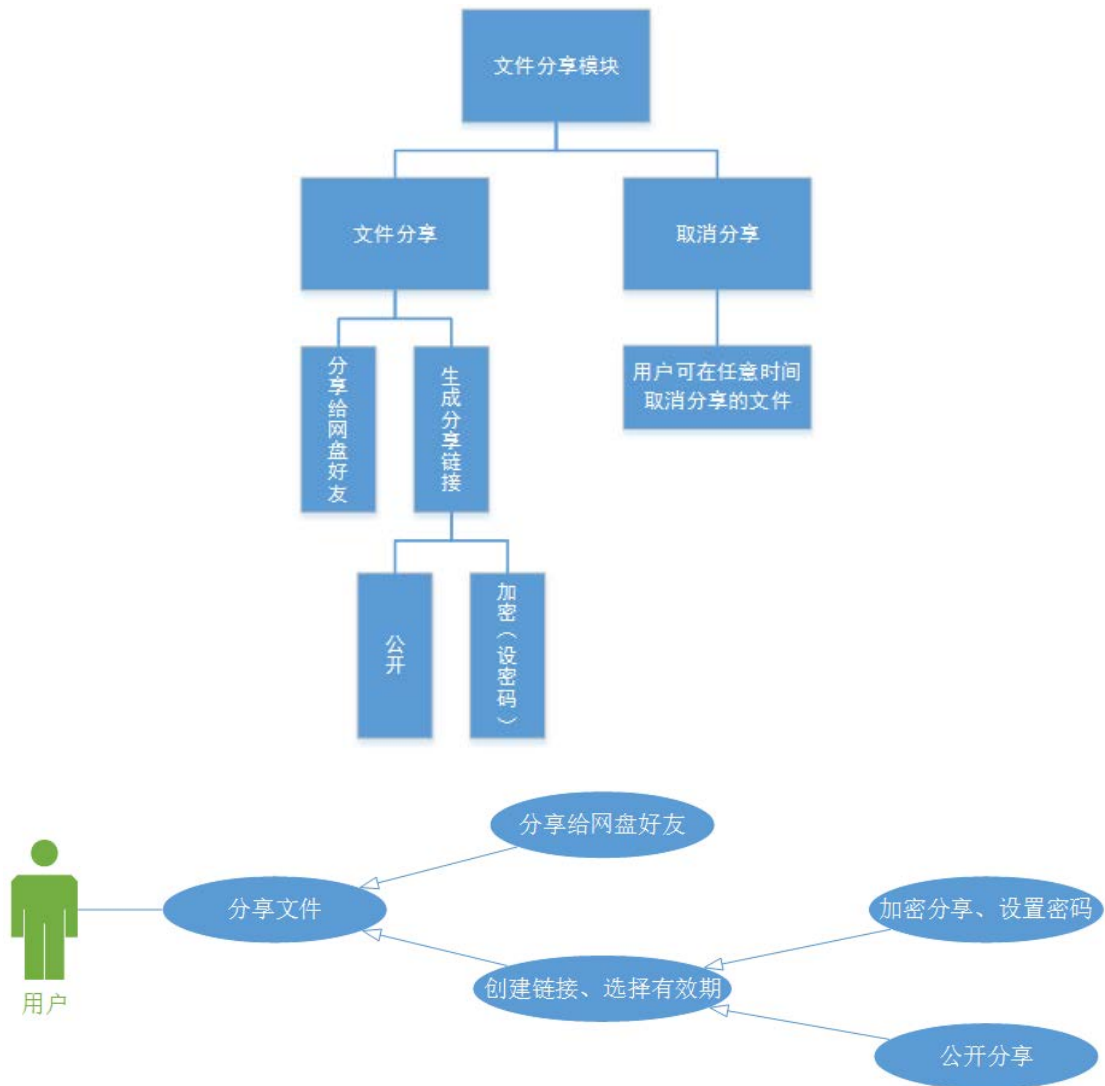 文件分享模块
文件分享
取消分享
分享给网盘好友
生成分享链接
用户可在任意时间
取消分享的文件
公开
加密（设密码）
分享给网盘好友
分享文件
加密分享、设置密码
创建链接、选择有效期
用户
公开分享